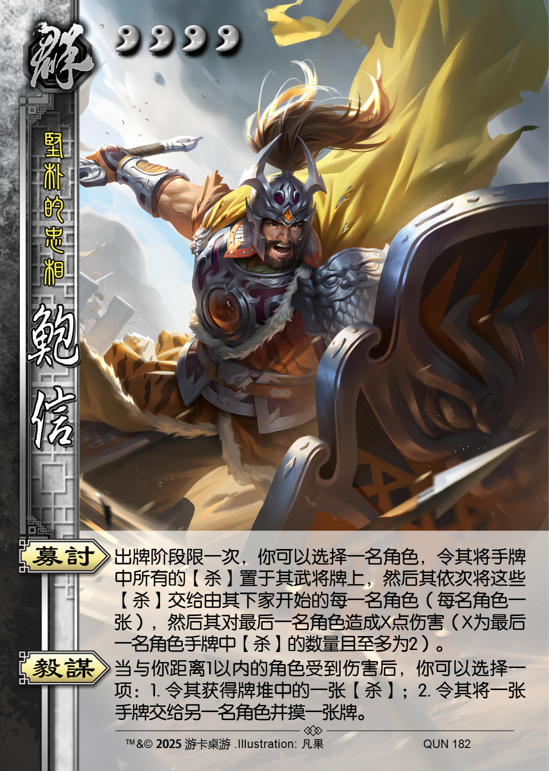 群
堅朴的忠相
鲍信
募討
出牌阶段限一次，你可以选择一名角色，令其将手牌
中所有的【杀】置于其武将牌上，然后其依次将这些
【杀】交给由其下家开始的每一名角色（每名角色一
张），然后其对最后一名角色造成X点伤害（X为最后
一名角色手牌中【杀】的数量且至多为2）。
毅謀
当与你距离1以内的角色受到伤害后，你可以选择一
项：1. 令其获得牌堆中的一张【杀】；2. 令其将一张
手牌交给另一名角色并摸一张牌。
™&© 2025 游卡桌游 .Illustration: 凡果
QUN 182